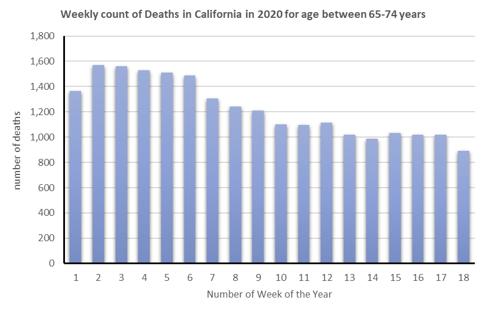 Weekly count of Deaths in California in 2020 for age between 65-74 years
1,800
1,600
1,400
1,200
1,000
800
600
400
200
0
number of deaths
1 2 3 4 5 6 7 8 9 10 11 12 13 14 15 16 17 18
Number of Week of the Year